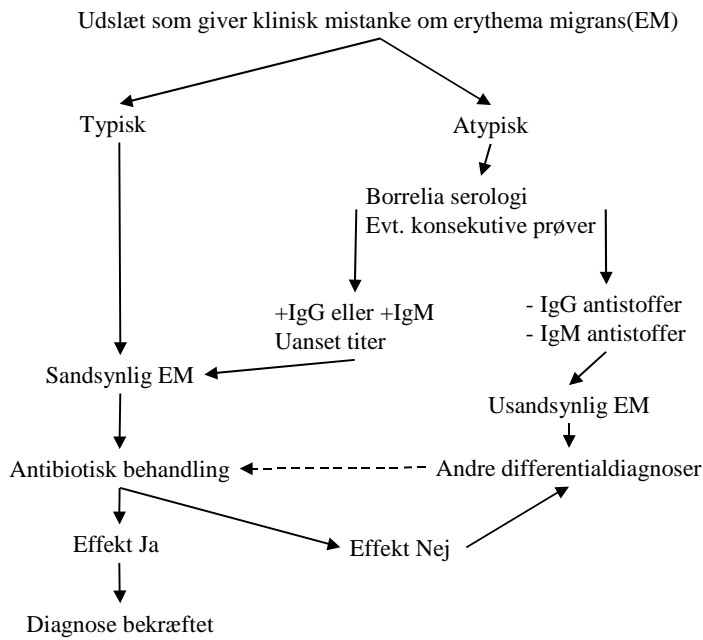 Udslæt som giver klinisk mistanke om erythema migrans(EM)
Typisk
Atypisk
Borrelia serologi
Evt. konsekutive prøver
+IgG eller +IgM
Uanset titer
- IgG antistoffer
- IgM antistoffer
Sandsynlig EM
Usandsynlig EM
Antibiotisk behandling
Andre differentialdiagnoser
Effekt Ja
Effekt Nej
Diagnose bekræftet